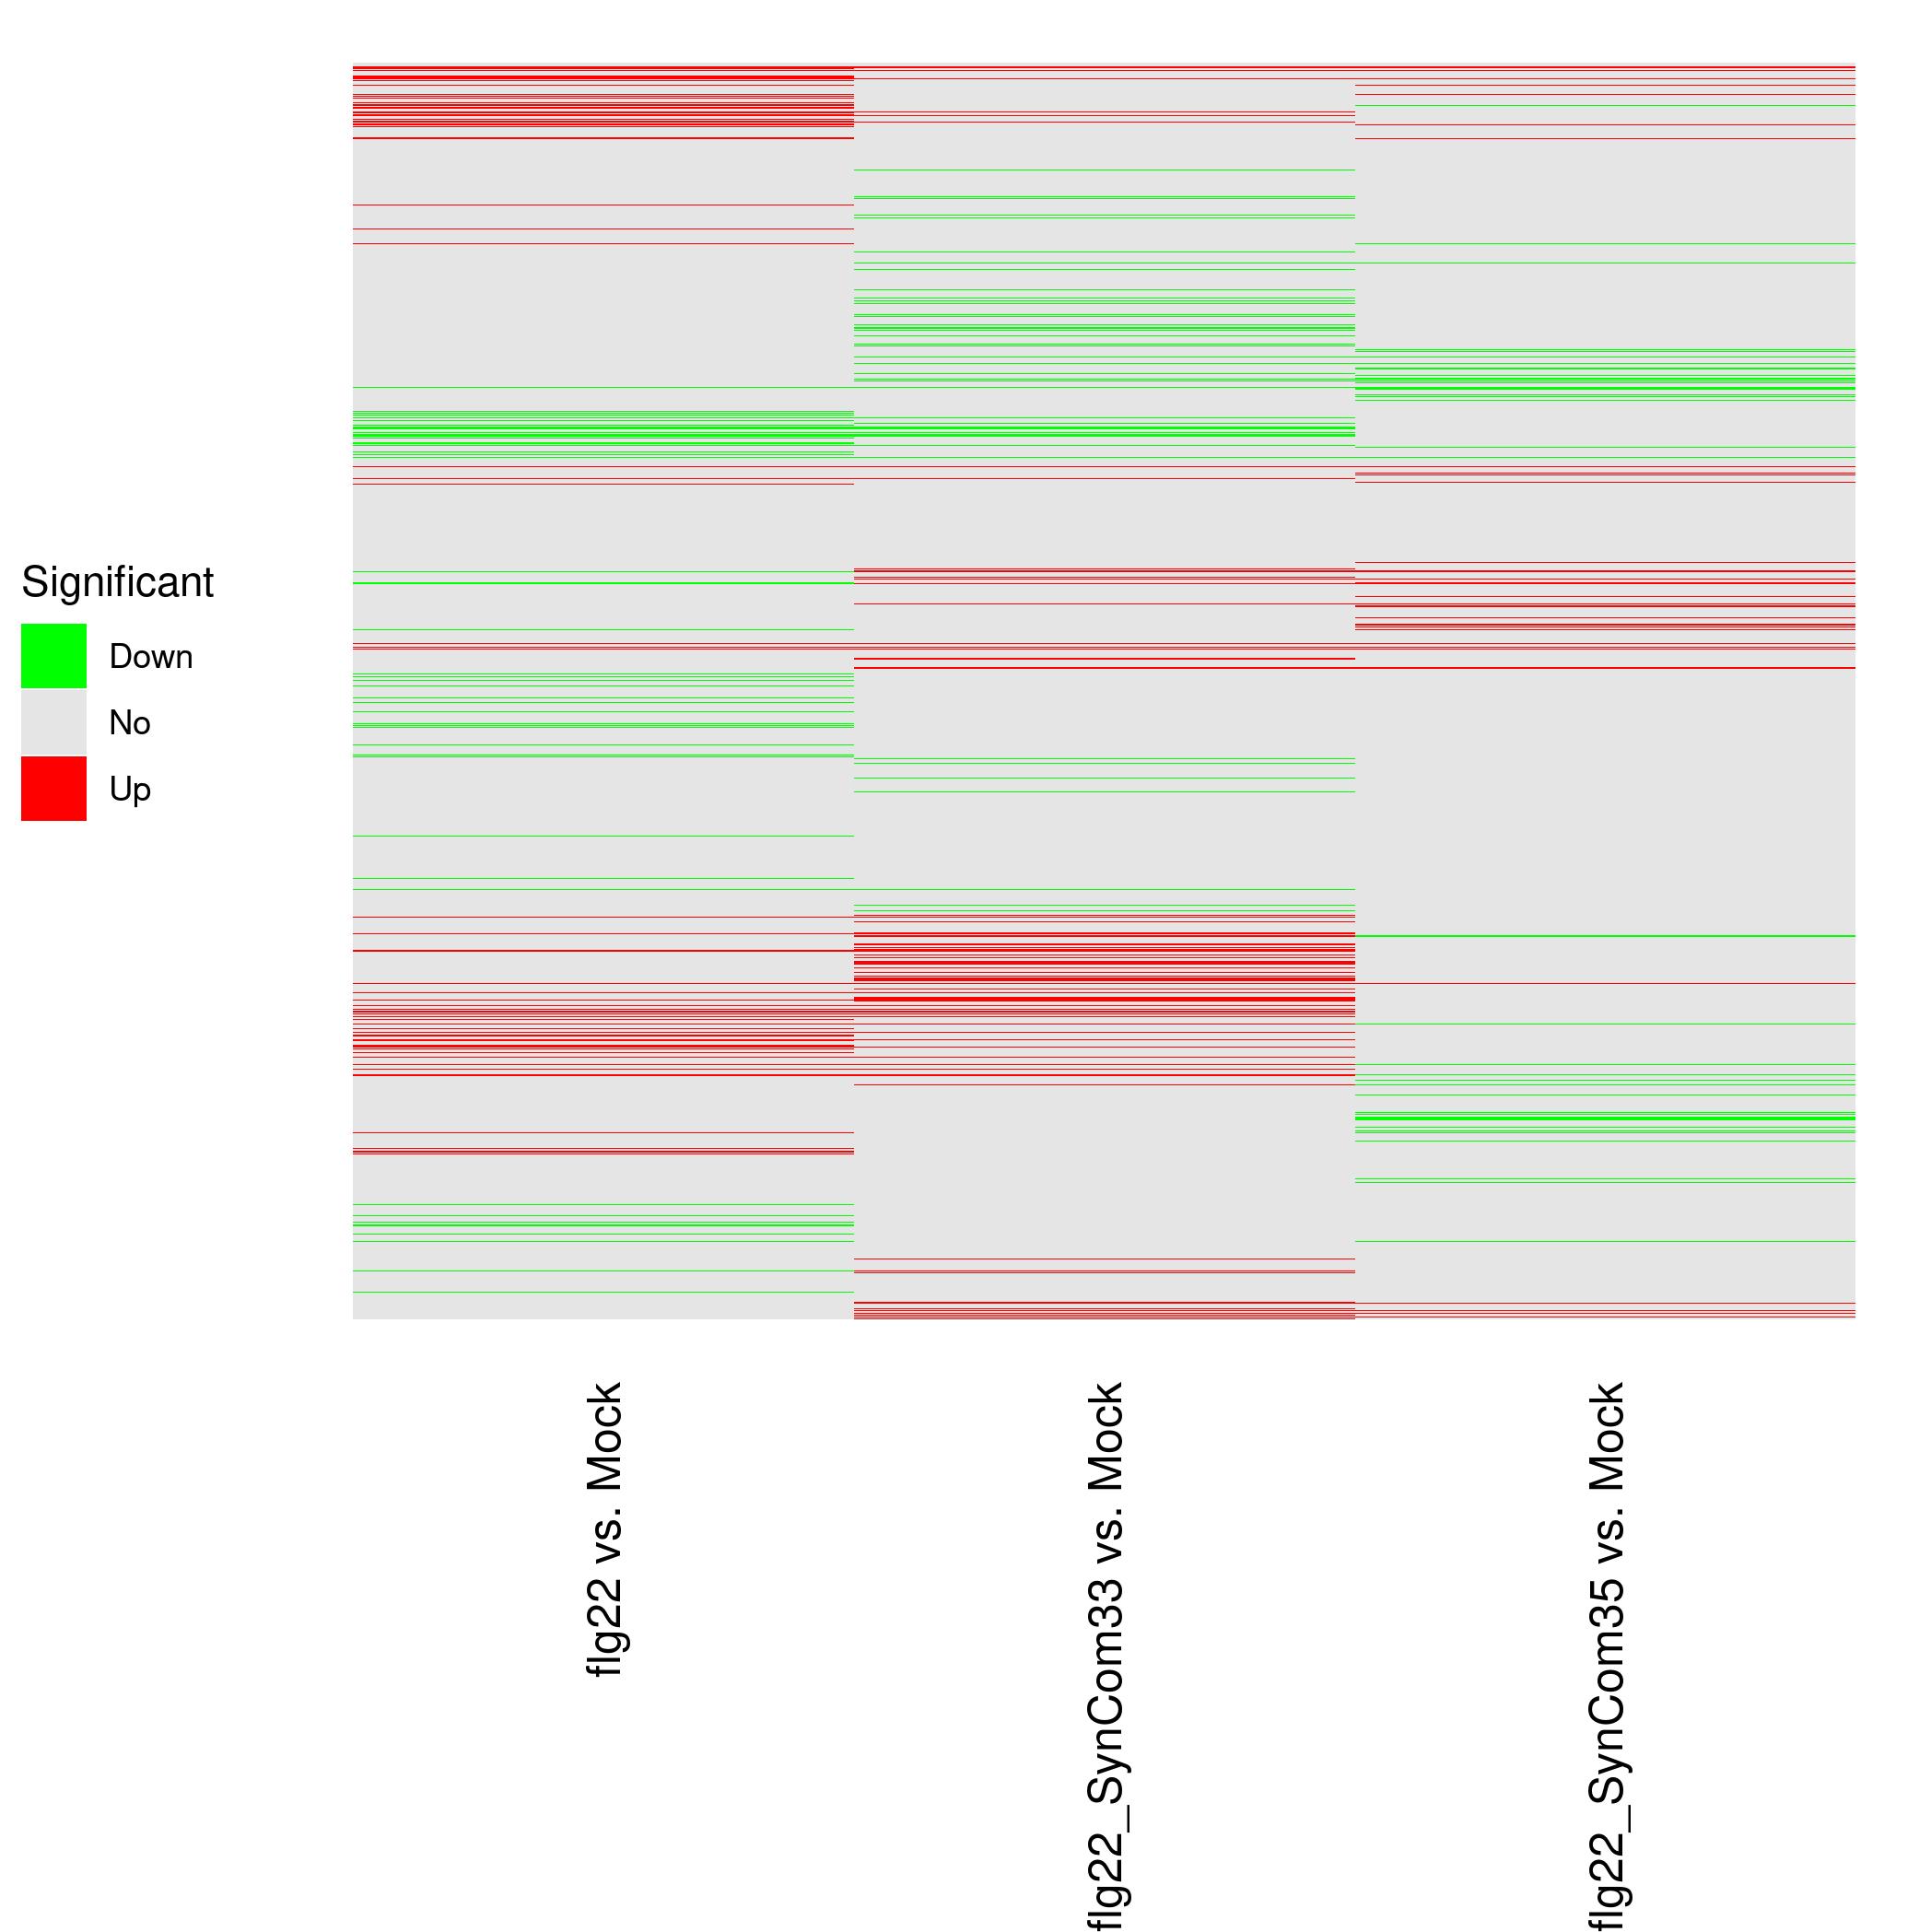 Significant
Down
No
Up
flg22 vs. Mock
flg22_SynCom33 vs. Mock
flg22_SynCom35 vs. Mock